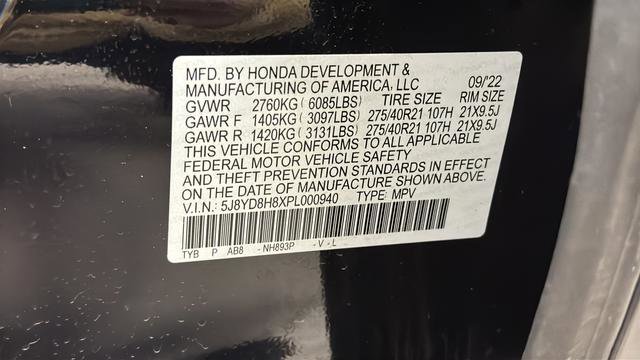 MFD. BY HONDA DEVELOPMENT &
MANUFACTURING OF AMERICA, LLC 09/'22
GVWR 2760KG (6085LBS) TIRE SIZE RIM SIZE
GAWR F 1405KG (3097LBS) 275/40R21 107H 21X9.5J
GAWR R 1420KG (3131LBS) 275/40R21 107H 21X9.5J
THIS VEHICLE CONFORMS TO ALL APPLICABLE
FEDERAL MOTOR VEHICLE SAFETY
AND THEFT PREVENTION STANDARDS IN EFFECT
ON THE DATE OF MANUFACTURE SHOWN ABOVE.
V.I.N.: 5J8YD8H8XPL000940 TYPE: MPV
TYB P AB8 -NH893P -V-L